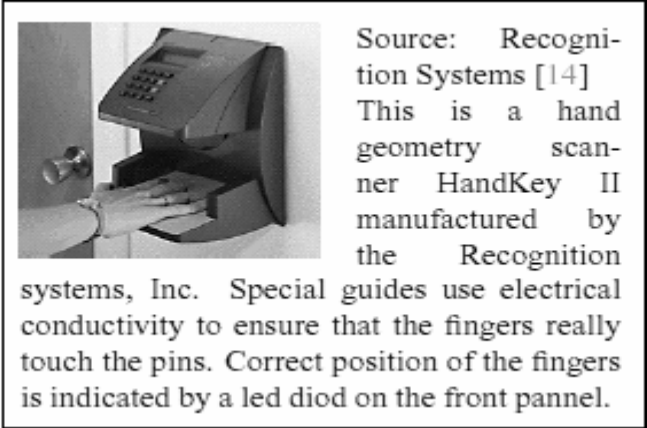 Source: Recogni-
tion Systems [14]
This is a hand
geometry scan-
ner HandKey II
manufactured by
the Recognition
systems, Inc. Special guides use electrical
conductivity to ensure that the fingers really
touch the pins. Correct position of the fingers
is indicated by a led diod on the front pannel.